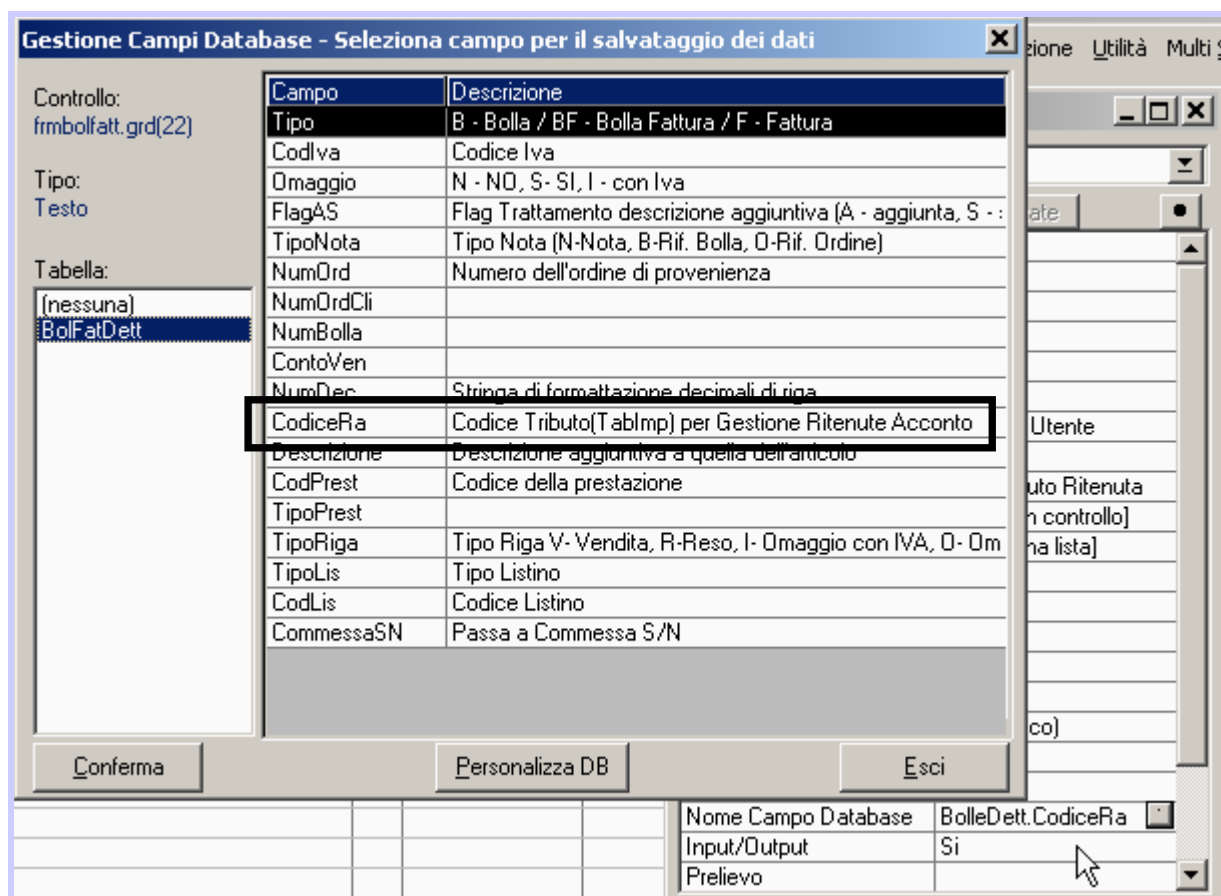 Gestione Campi Database - Seleziona campo per il salvataggio dei dati
zione Utilità Multi
Controllo:
frmbolfatt.grd(22)
Tipo:
Testo
Tabella:
(nessuna)
BolFatDett
Campo Descrizione
Tipo B - Bolla / BF - Bolla Fattura / F - Fattura
CodIva Codice Iva
Omaggio N - NO, S- SI, I - con Iva
FlagAS Flag Trattamento descrizione aggiuntiva (A - aggiunta, S -
TipoNota Tipo Nota (N-Nota, B-Rif. Bolla, O-Rif. Ordine)
NumOrd Numero dell'ordine di provenienza
NumOrdCli
NumBolla
ContoVen
NumDec Stringa di formattazione decimali di riga
CodiceRa Codice Tributo(TabImp) per Gestione Ritenute Acconto
Descrizione Descrizione aggiuntiva a quella dell'articolo
CodPrest Codice della prestazione
TipoPrest
TipoRiga Tipo Riga V- Vendita, R-Reso, I- Omaggio con IVA, O- Om
TipoLis Tipo Listino
CodLis Codice Listino
CommessaSN Passa a Commessa S/N
Conferma Personalizza DB Esci
ate
Utente
uto Ritenuta
n controllo]
na lista]
co)
Nome Campo Database BolleDett.CodiceRa
Input/Output Si
Prelievo